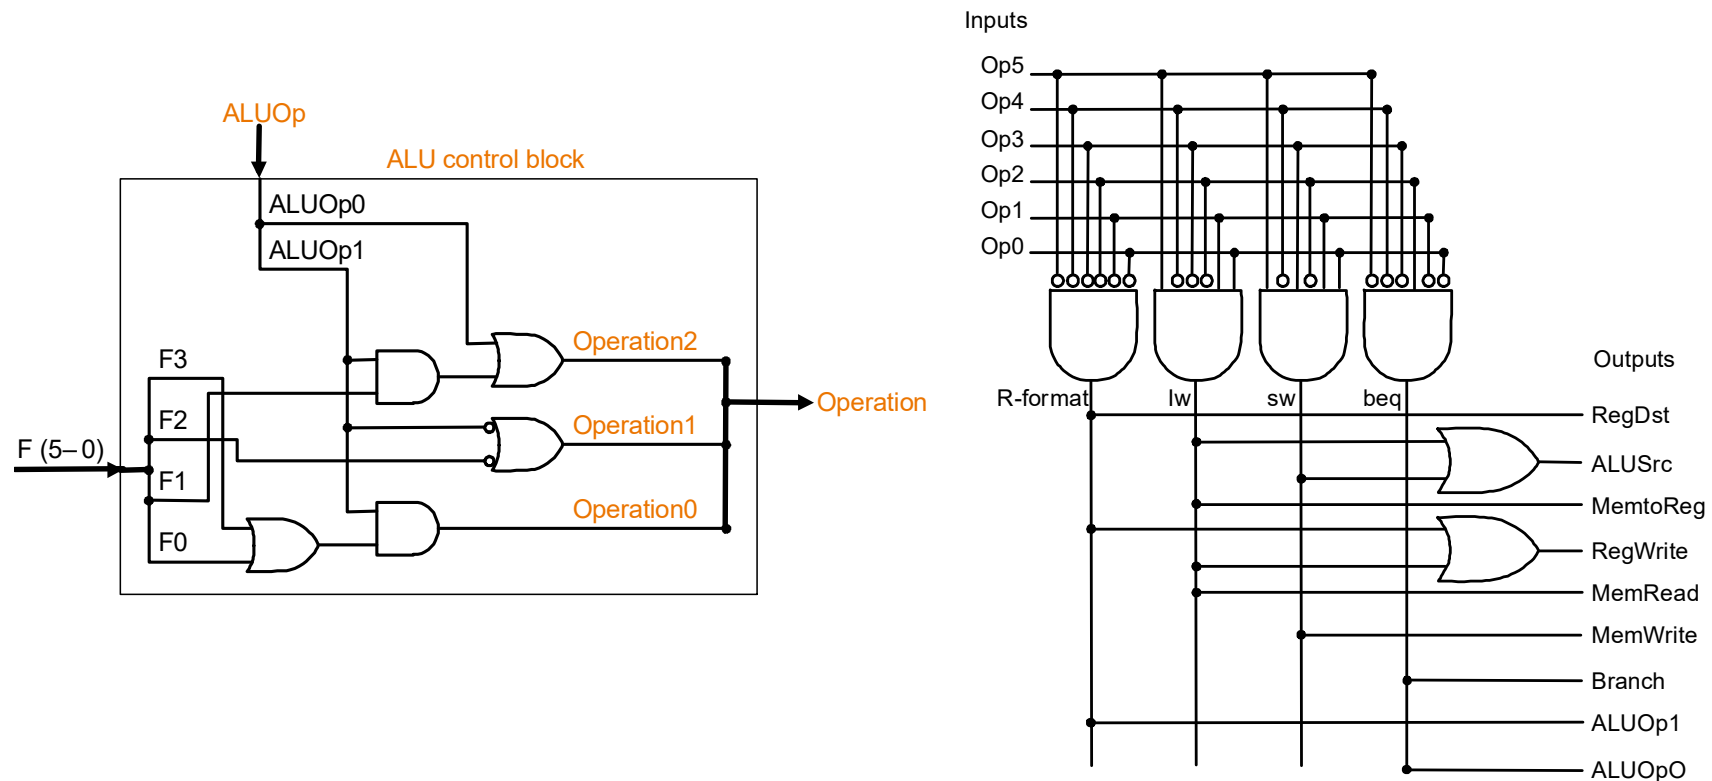 ALUOp
ALU control block
ALUOp0
ALUOp1
F3
F2
F (5–0)
F1
F0
Operation2
Operation1
Operation0
Operation
Inputs
Op5
Op4
Op3
Op2
Op1
Op0
R-format
lw
sw
beq
Outputs
RegDst
ALUSrc
MemtoReg
RegWrite
MemRead
MemWrite
Branch
ALUOp1
ALUOpO